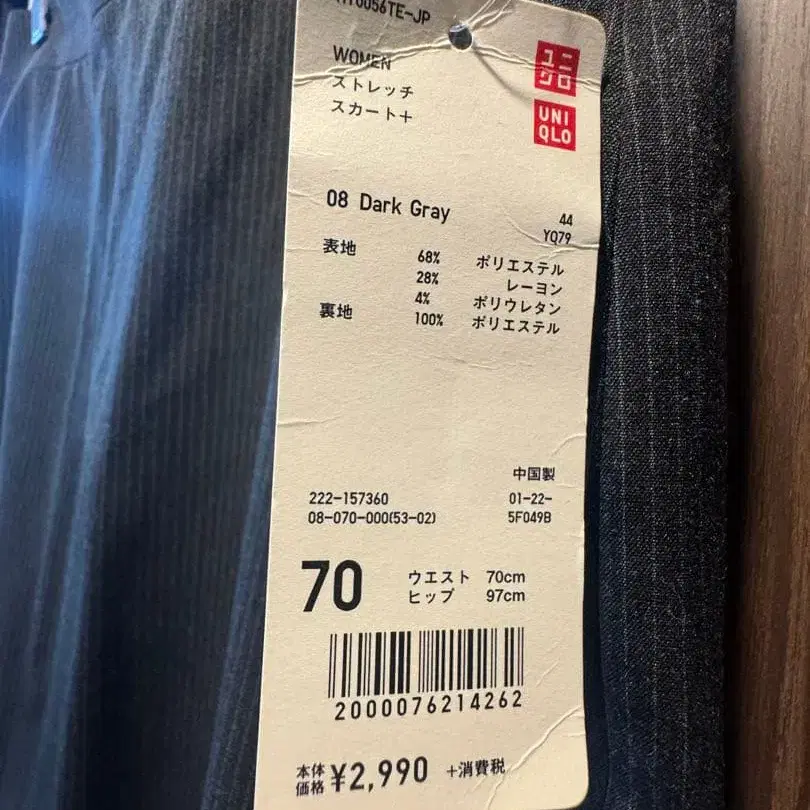 0056TE-JP
WOMEN
ストレッチ
スカート+
ユニ
クロ
UNI
QLO
08 Dark Gray
44
YQ79
表地 68% ポリエステル
28% レーヨン
4% ポリウレタン
裏地 100% ポリエステル
中国製
222-157360 01-22-
08-070-000(53-02) 5F049B
70
ウエスト 70cm
ヒップ 97cm
2000076214262
本体
価格 ¥2,990 +消費税